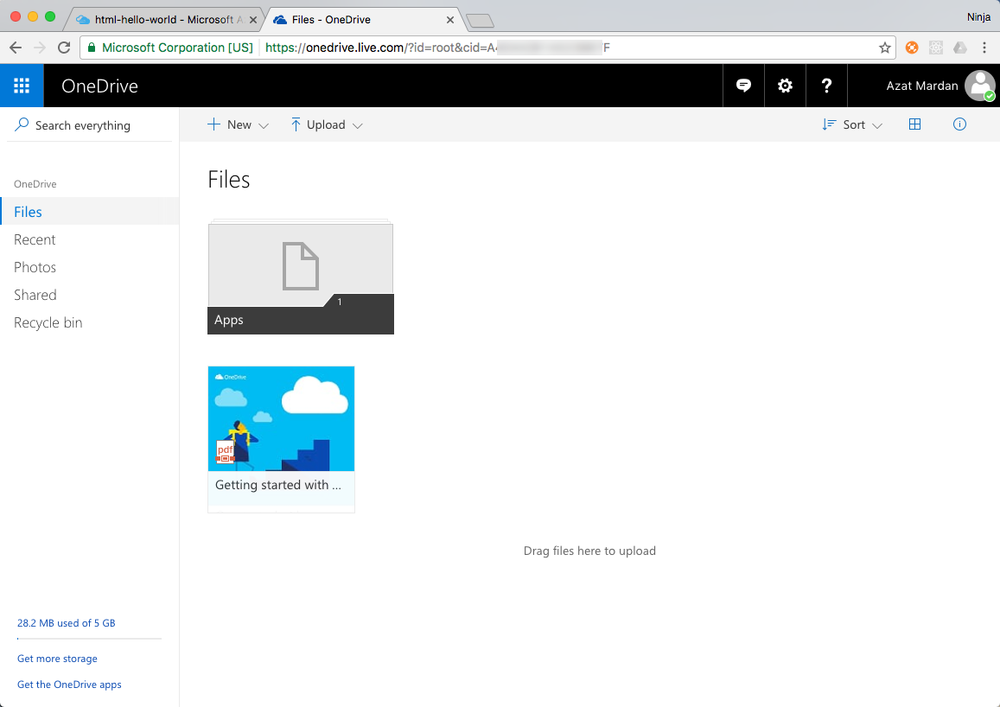 html-hello-world - Microsoft A
Files - OneDrive
Ninja
Microsoft Corporation [US]
https://onedrive.live.com/?id=root&cid=A
F
OneDrive
Azat Mardan
Search everything
New
Upload
Sort
OneDrive
Files
Recent
Photos
Shared
Recycle bin
Files
1
Apps
OneDrive
pdf
Getting started with ...
Drag files here to upload
28.2 MB used of 5 GB
Get more storage
Get the OneDrive apps